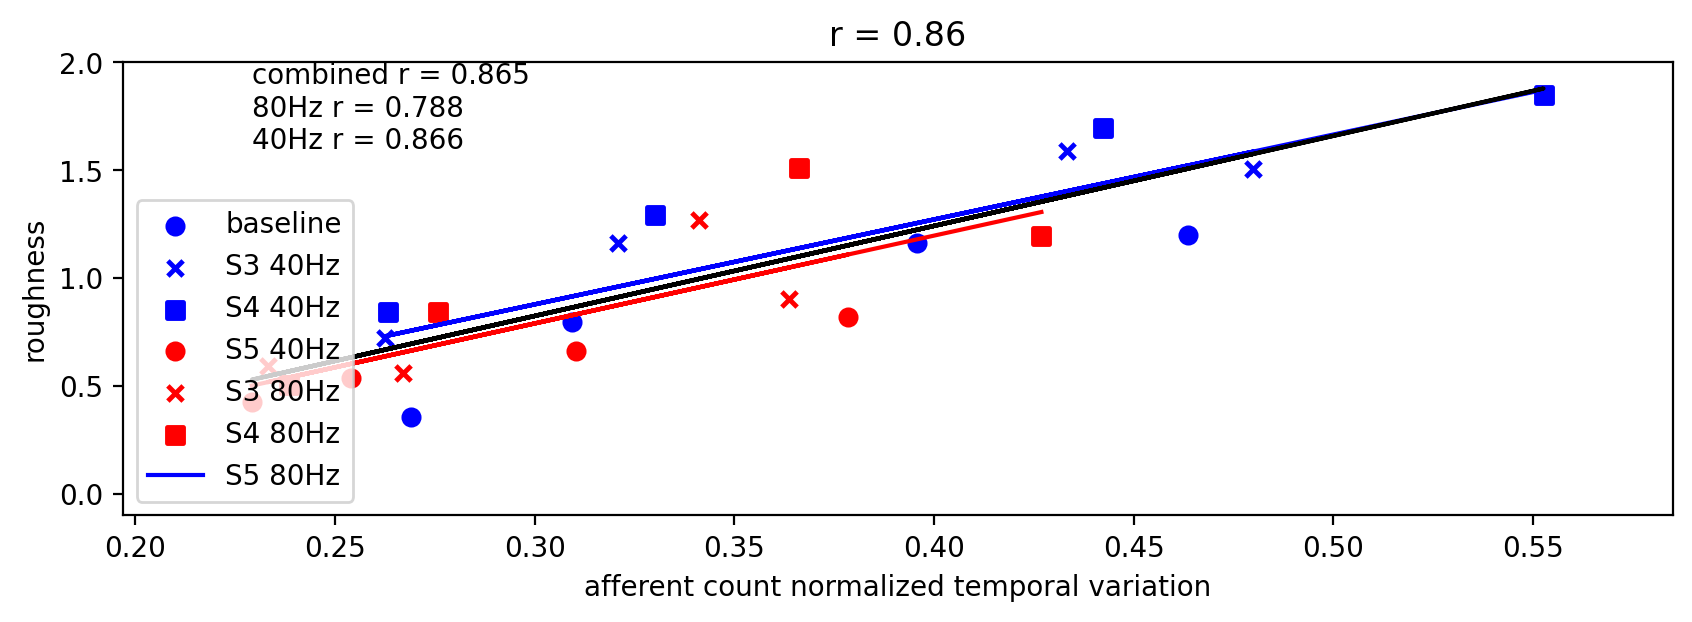 r = 0.86
combined r = 0.865
80Hz r = 0.788
40Hz r = 0.866
2.0
1.5
1.0
0.5
0.0
roughness
baseline
S3 40Hz
S4 40Hz
S5 40Hz
S3 80Hz
S4 80Hz
S5 80Hz
0.20 0.25 0.30 0.35 0.40 0.45 0.50 0.55
afferent count normalized temporal variation